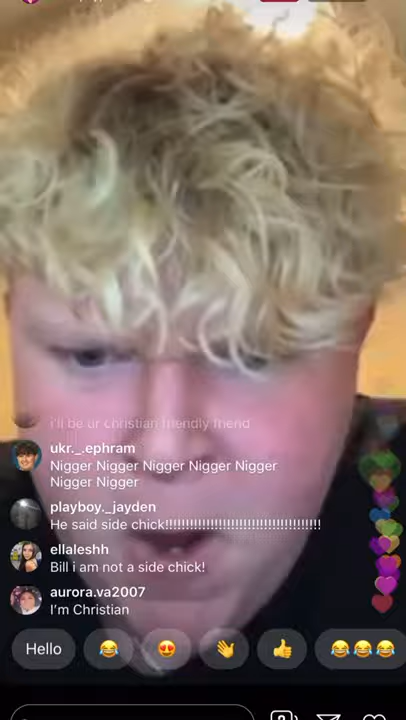 i'll be ur christian friendly friend
ukr._.ephram
Nigger Nigger Nigger Nigger Nigger
Nigger Nigger
playboy._jayden
He said side chick!!!!!!!!!!!!!!!!!!!!!!!!!!!!!!!!!!!!!!!
ellaleshh
Bill i am not a side chick!
aurora.va2007
I'm Christian
Hello